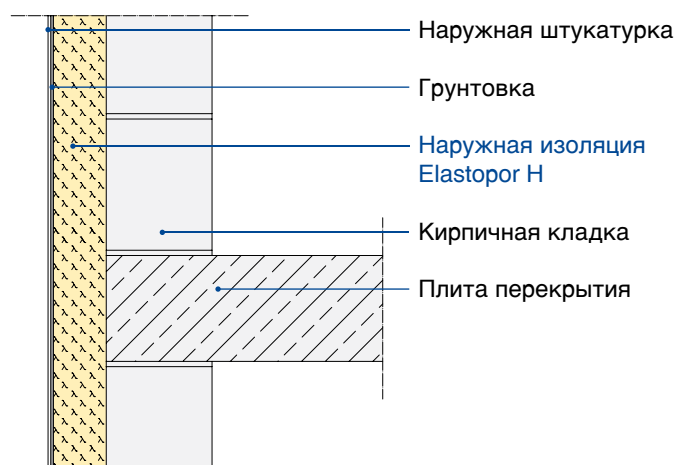 Наружная штукатурка
Грунтовка
Наружная изоляция
Elastopor H
Кирпичная кладка
Плита перекрытия